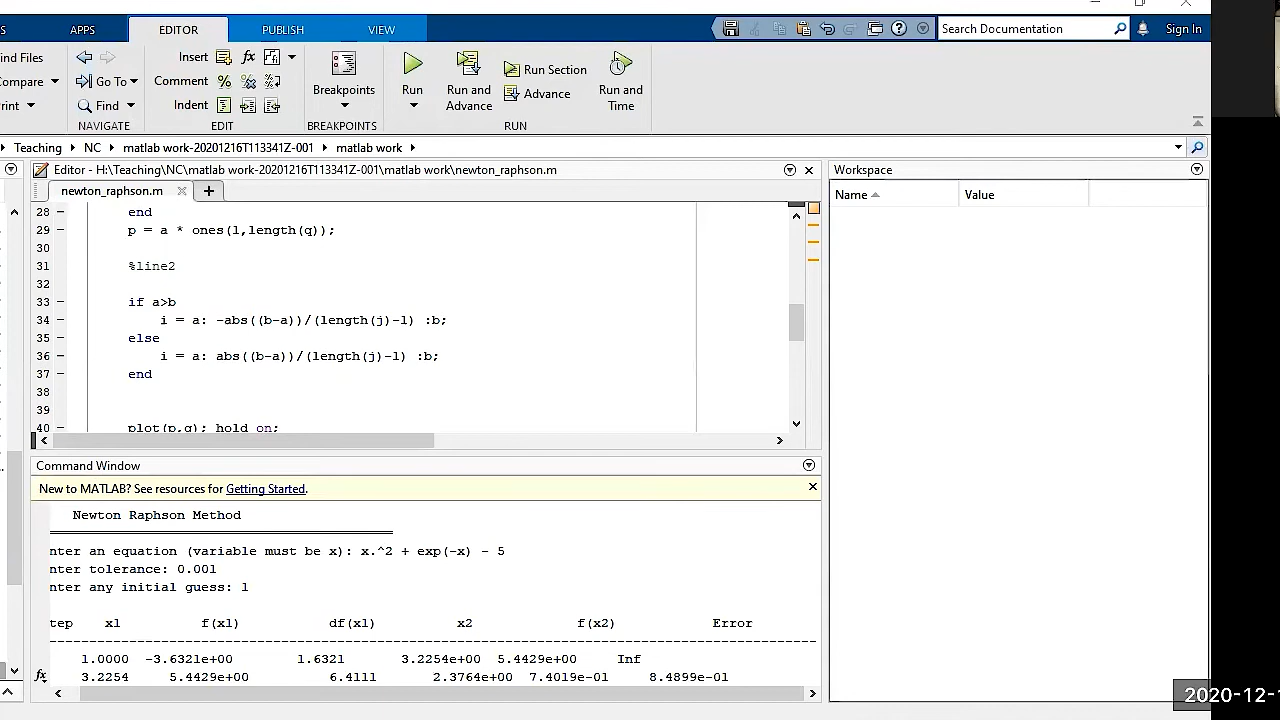 S APPS EDITOR PUBLISH VIEW Search Documentation Sign In
ind Files Insert fx
ompare Go To Comment % Breakpoints Run Run and Advance Run Section Advance Run and Time
rint Find Indent
NAVIGATE EDIT BREAKPOINTS RUN
Teaching NC matlab work-20201216T113341Z-001 matlab work
Editor - H:\Teaching\NC\matlab work-20201216T113341Z-001\matlab work\newton_raphson.m
newton_raphson.m
28 – end
29 – p = a * ones(1,length(q));
30
31 %line2
32
33 – if a>b
34 – i = a: -abs((b-a))/(length(j)-1) :b;
35 – else
36 – i = a: abs((b-a))/(length(j)-1) :b;
37 – end
38
39
40 – plot(p,q); hold on;
Workspace
Name Value
Command Window
New to MATLAB? See resources for Getting Started.
Newton Raphson Method
nter an equation (variable must be x): x.^2 + exp(-x) - 5
nter tolerance: 0.001
nter any initial guess: 1
tep x1 f(x1) df(x1) x2 f(x2) Error
1.0000 -3.6321e+00 1.6321 3.2254e+00 5.4429e+00 Inf
fx 3.2254 5.4429e+00 6.4111 2.3764e+00 7.4019e-01 8.4899e-01
2020-12-1